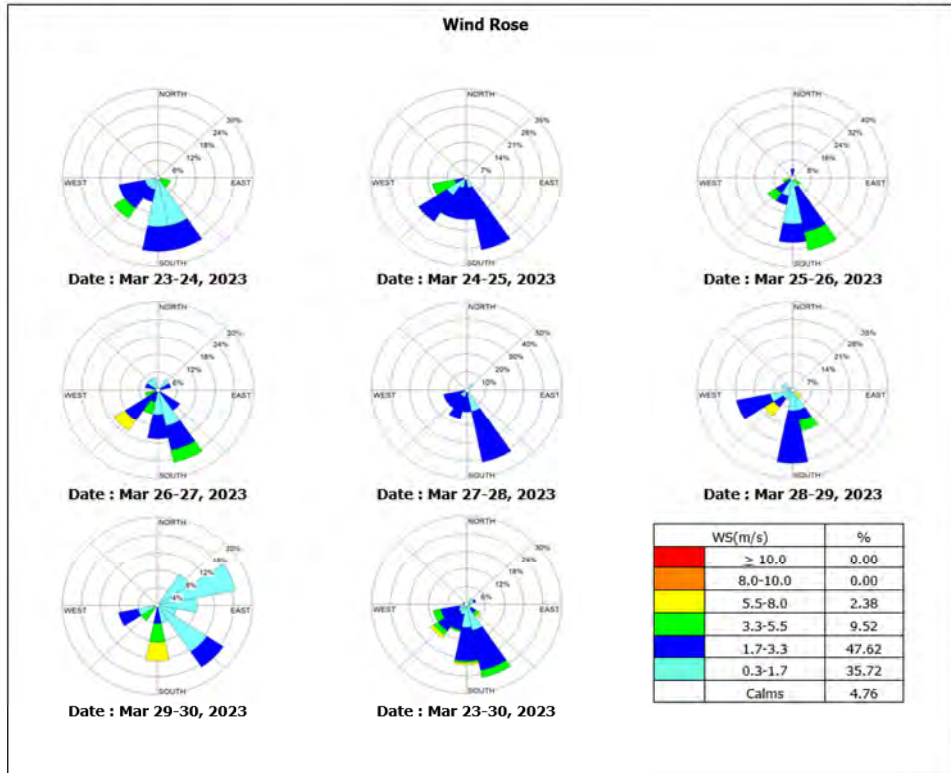 Wind Rose
NORTH
30%
24%
18%
12%
6%
WEST
EAST
SOUTH
Date : Mar 23-24, 2023
NORTH
35%
28%
21%
14%
7%
WEST
EAST
SOUTH
Date : Mar 24-25, 2023
NORTH
40%
32%
24%
16%
8%
WEST
EAST
SOUTH
Date : Mar 25-26, 2023
NORTH
30%
24%
18%
12%
6%
WEST
EAST
SOUTH
Date : Mar 26-27, 2023
NORTH
50%
40%
30%
20%
10%
WEST
EAST
SOUTH
Date : Mar 27-28, 2023
NORTH
35%
28%
21%
14%
7%
WEST
EAST
SOUTH
Date : Mar 28-29, 2023
NORTH
20%
12%
8%
4%
WEST
EAST
SOUTH
Date : Mar 29-30, 2023
NORTH
30%
24%
18%
12%
6%
WEST
EAST
SOUTH
Date : Mar 23-30, 2023
WS(m/s) %
≥ 10.0 0.00
8.0-10.0 0.00
5.5-8.0 2.38
3.3-5.5 9.52
1.7-3.3 47.62
0.3-1.7 35.72
Calms 4.76